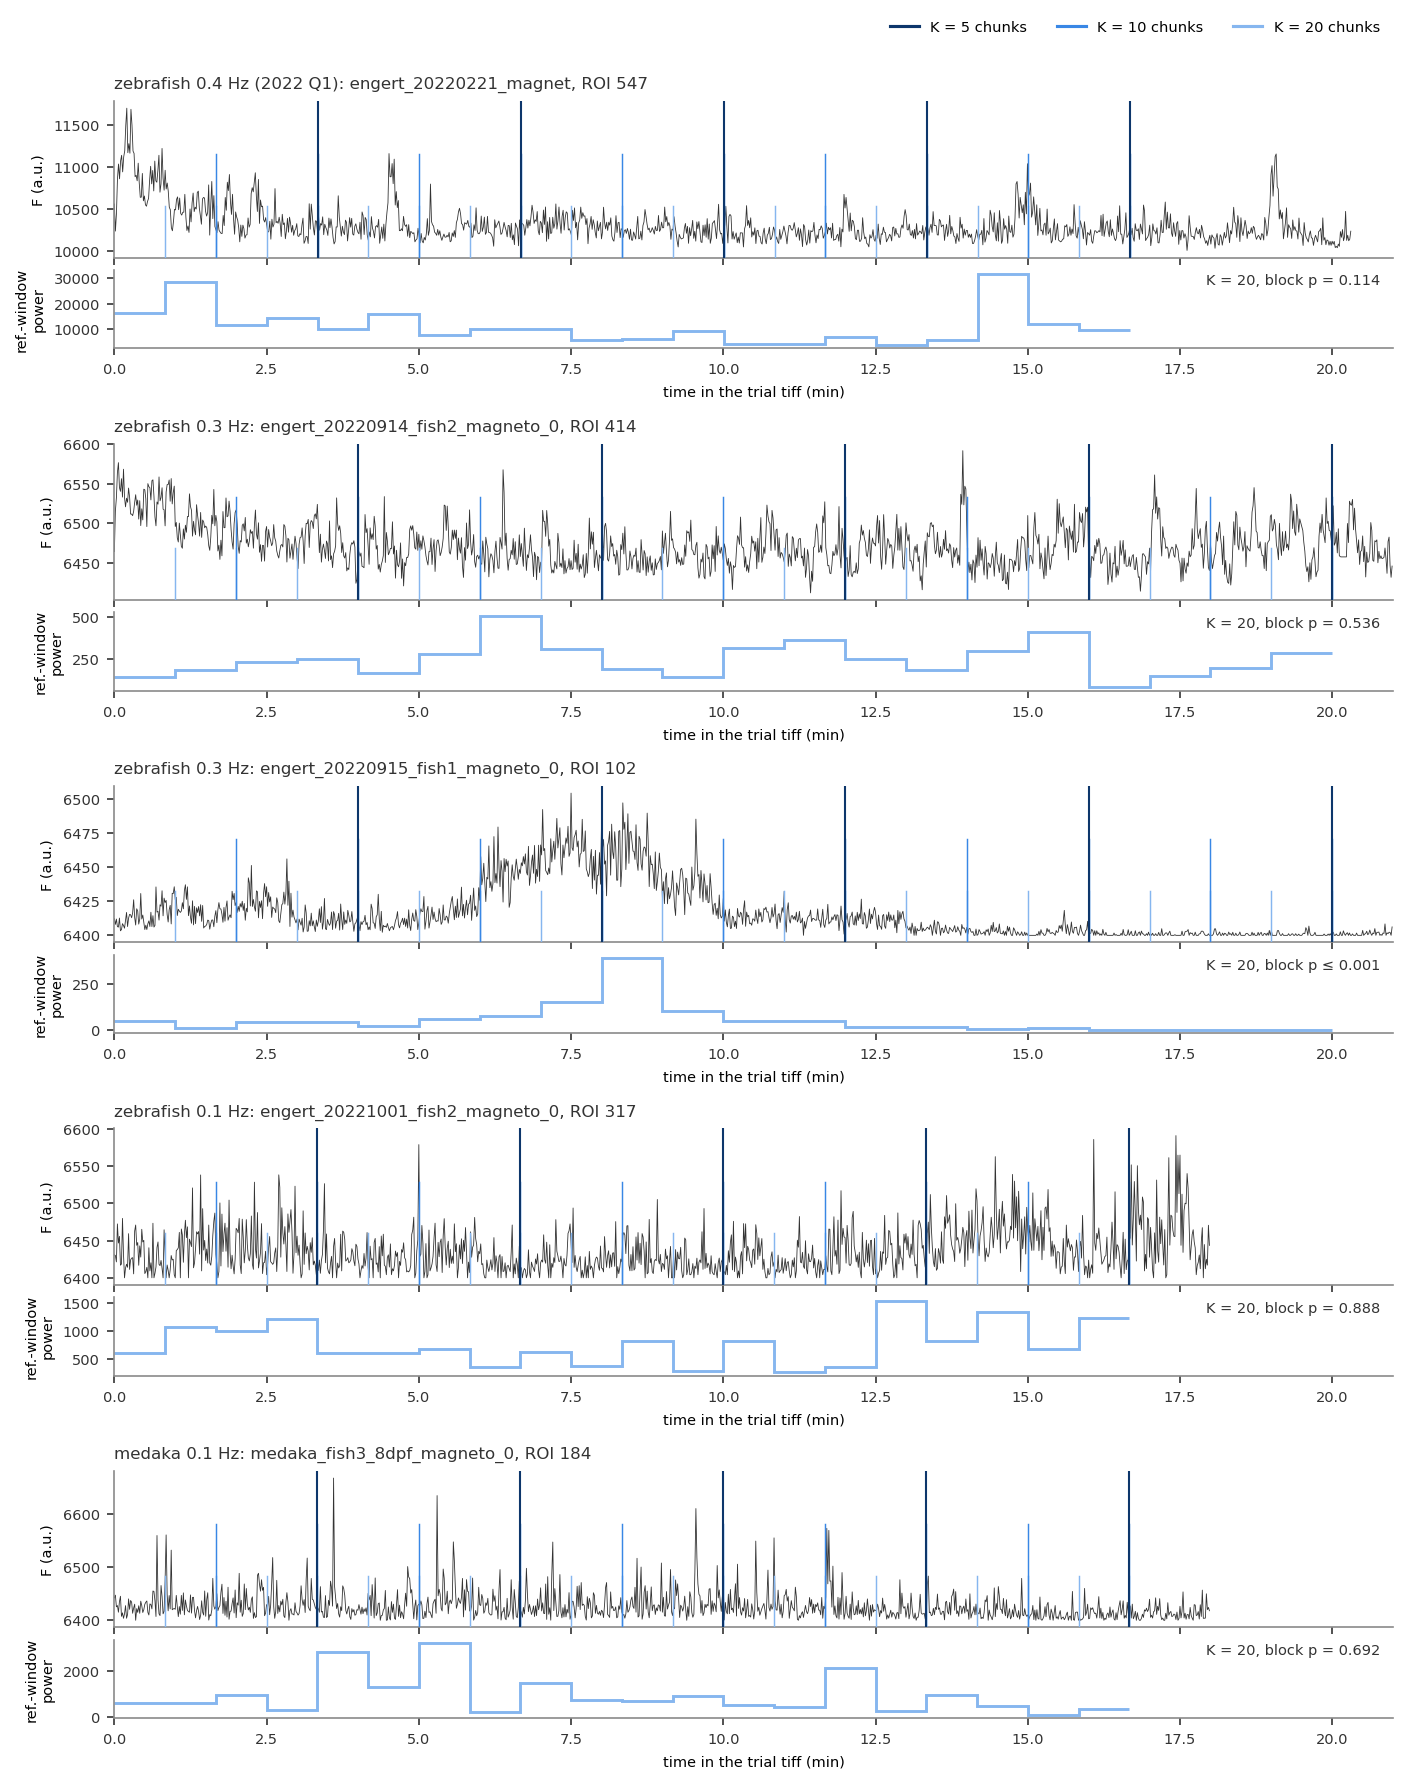 K = 5 chunks K = 10 chunks K = 20 chunks
zebrafish 0.4 Hz (2022 Q1): engert_20220221_magnet, ROI 547
F (a.u.)
11500
11000
10500
10000
ref.-window
power
30000
20000
10000
K = 20, block p = 0.114
0.0 2.5 5.0 7.5 10.0 12.5 15.0 17.5 20.0
time in the trial tiff (min)
zebrafish 0.3 Hz: engert_20220914_fish2_magneto_0, ROI 414
F (a.u.)
6600
6550
6500
6450
ref.-window
power
500
250
K = 20, block p = 0.536
0.0 2.5 5.0 7.5 10.0 12.5 15.0 17.5 20.0
time in the trial tiff (min)
zebrafish 0.3 Hz: engert_20220915_fish1_magneto_0, ROI 102
F (a.u.)
6500
6475
6450
6425
6400
ref.-window
power
250
0
K = 20, block p ≤ 0.001
0.0 2.5 5.0 7.5 10.0 12.5 15.0 17.5 20.0
time in the trial tiff (min)
zebrafish 0.1 Hz: engert_20221001_fish2_magneto_0, ROI 317
F (a.u.)
6600
6550
6500
6450
6400
ref.-window
power
1500
1000
500
K = 20, block p = 0.888
0.0 2.5 5.0 7.5 10.0 12.5 15.0 17.5 20.0
time in the trial tiff (min)
medaka 0.1 Hz: medaka_fish3_8dpf_magneto_0, ROI 184
F (a.u.)
6600
6500
6400
ref.-window
power
2000
0
K = 20, block p = 0.692
0.0 2.5 5.0 7.5 10.0 12.5 15.0 17.5 20.0
time in the trial tiff (min)